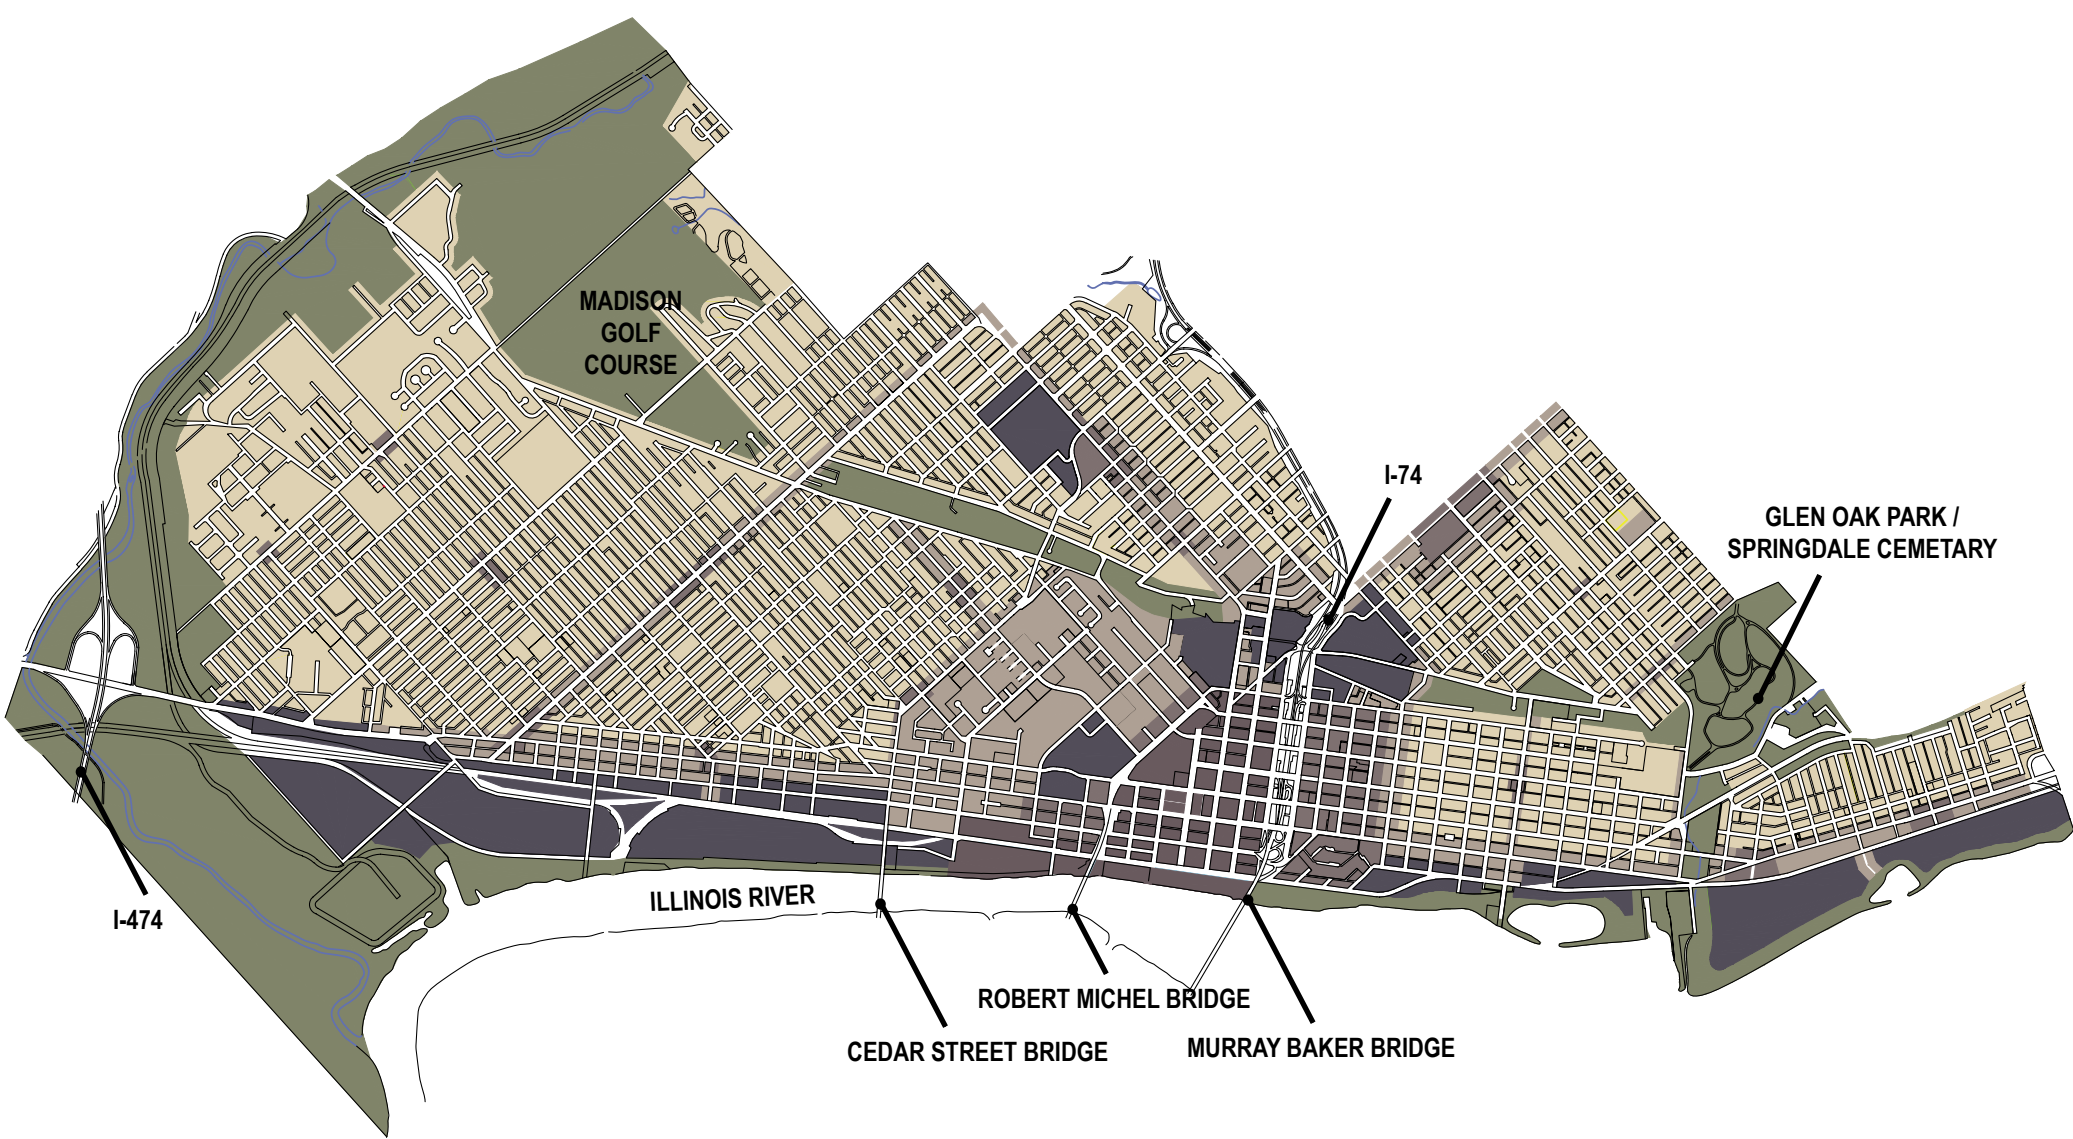 MADISON
GOLF
COURSE
I-74
GLEN OAK PARK /
SPRINGDALE CEMETARY
ILLINOIS RIVER
I-474
ROBERT MICHEL BRIDGE
CEDAR STREET BRIDGE
MURRAY BAKER BRIDGE